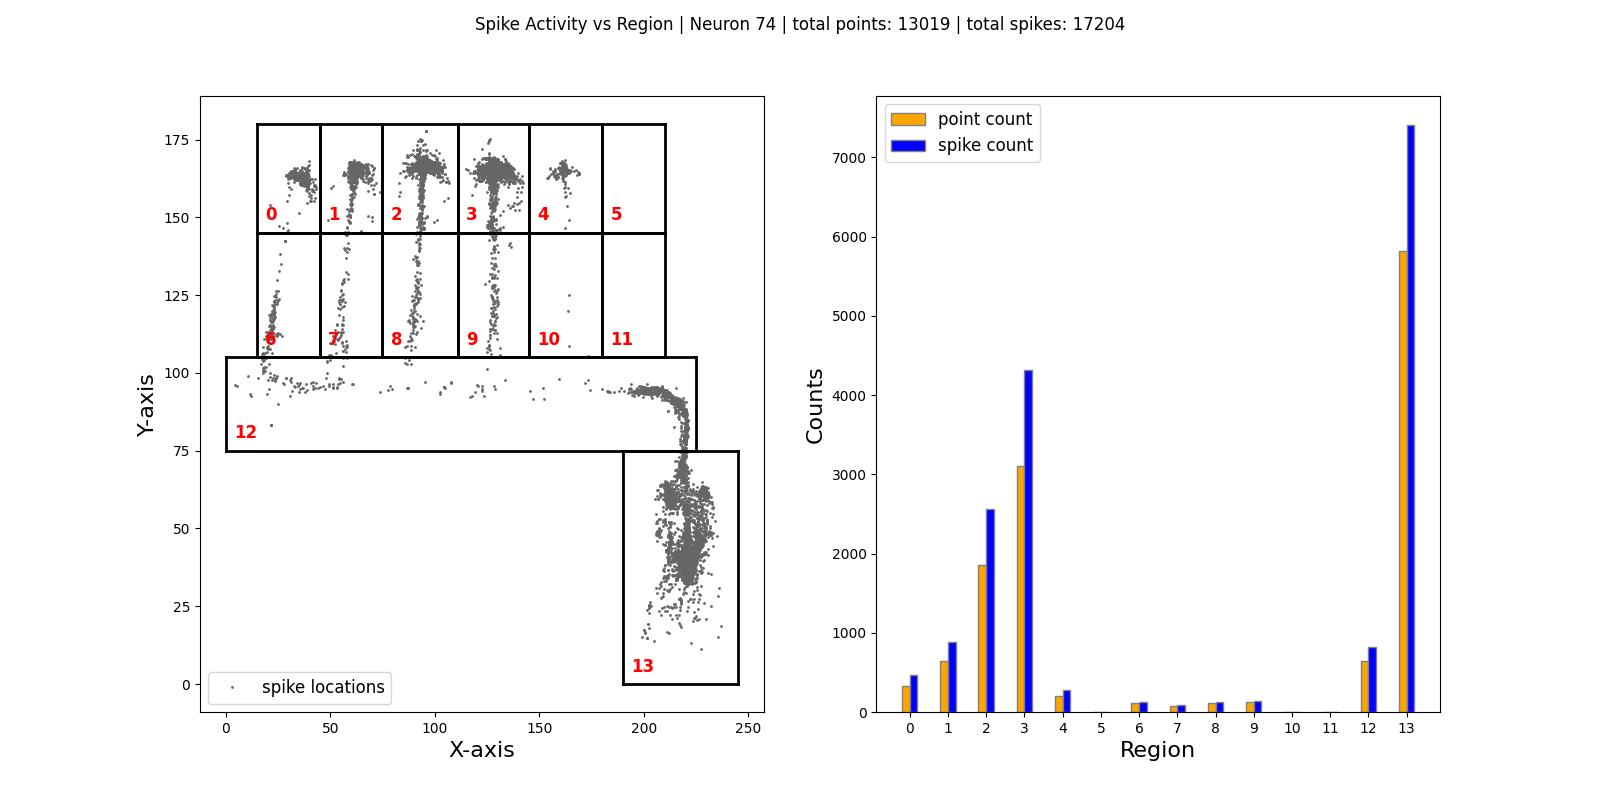 Spike Activity vs Region | Neuron 74 | total points: 13019 | total spikes: 17204
175
150
125
100
75
50
25
0
Y-axis
0 1 2 3 4 5
6 7 8 9 10 11
12
13
spike locations
0 50 100 150 200 250
X-axis
point count
spike count
7000
6000
5000
4000
3000
2000
1000
0
Counts
0 1 2 3 4 5 6 7 8 9 10 11 12 13
Region